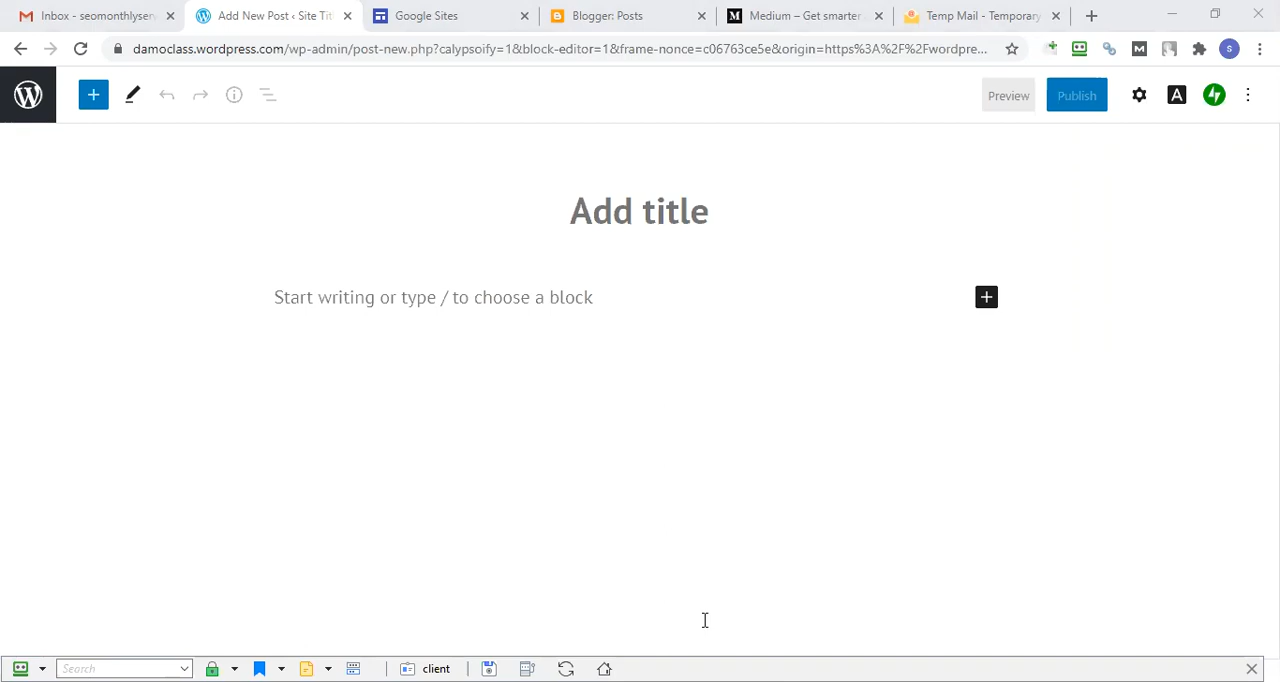 Inbox - seomonthlyserv
Add New Post ‹ Site Titl
Google Sites
Blogger: Posts
Medium – Get smarter
Temp Mail - Temporary
damoclass.wordpress.com/wp-admin/post-new.php?calypsoify=1&block-editor=1&frame-nonce=c06763ce5e&origin=https%3A%2F%2Fwordpre...
S
Preview
Publish
A
Add title
Start writing or type / to choose a block
Search
client